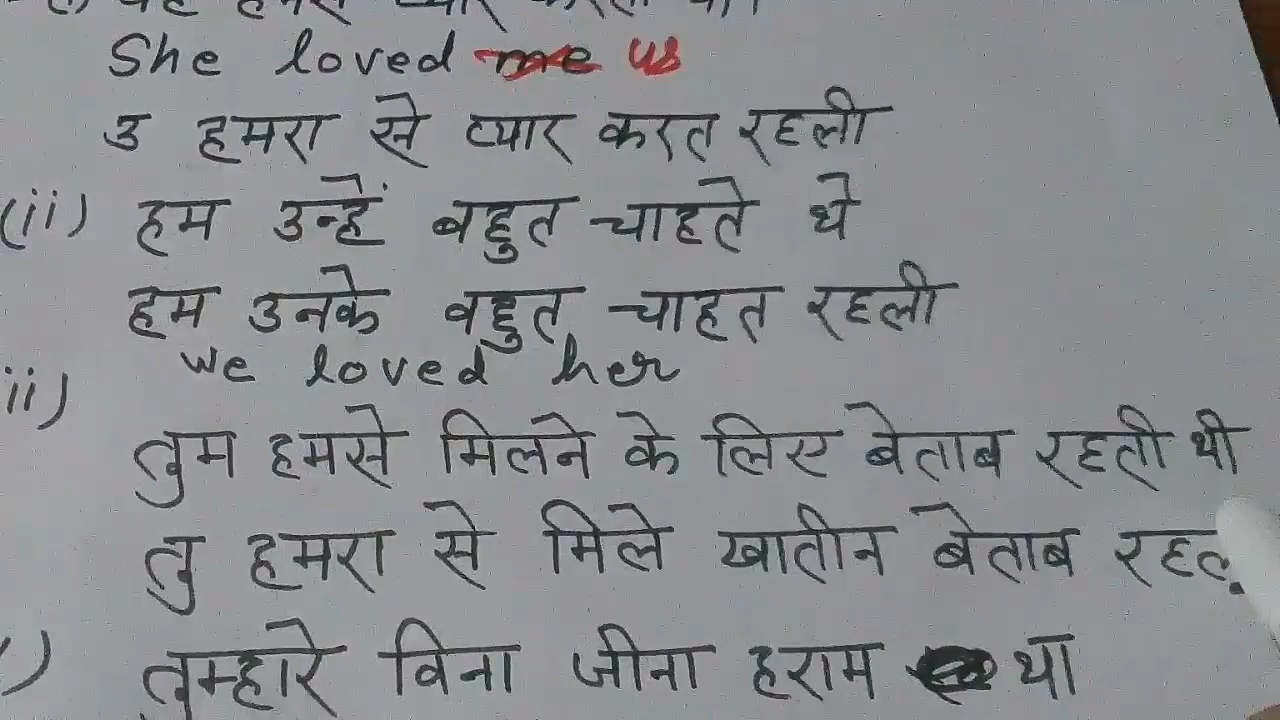 She loved us
उ हमरा से प्यार करत रहली
(ii) हम उन्हें बहुत चाहते थे
हम उनके बहुत चाहत रहली
we loved her
ii)
तुम हमसे मिलने के लिए बेताब रहती थी
तु हमरा से मिले खातीन बेताब रहलू
तुम्हारे विना जीना हराम था